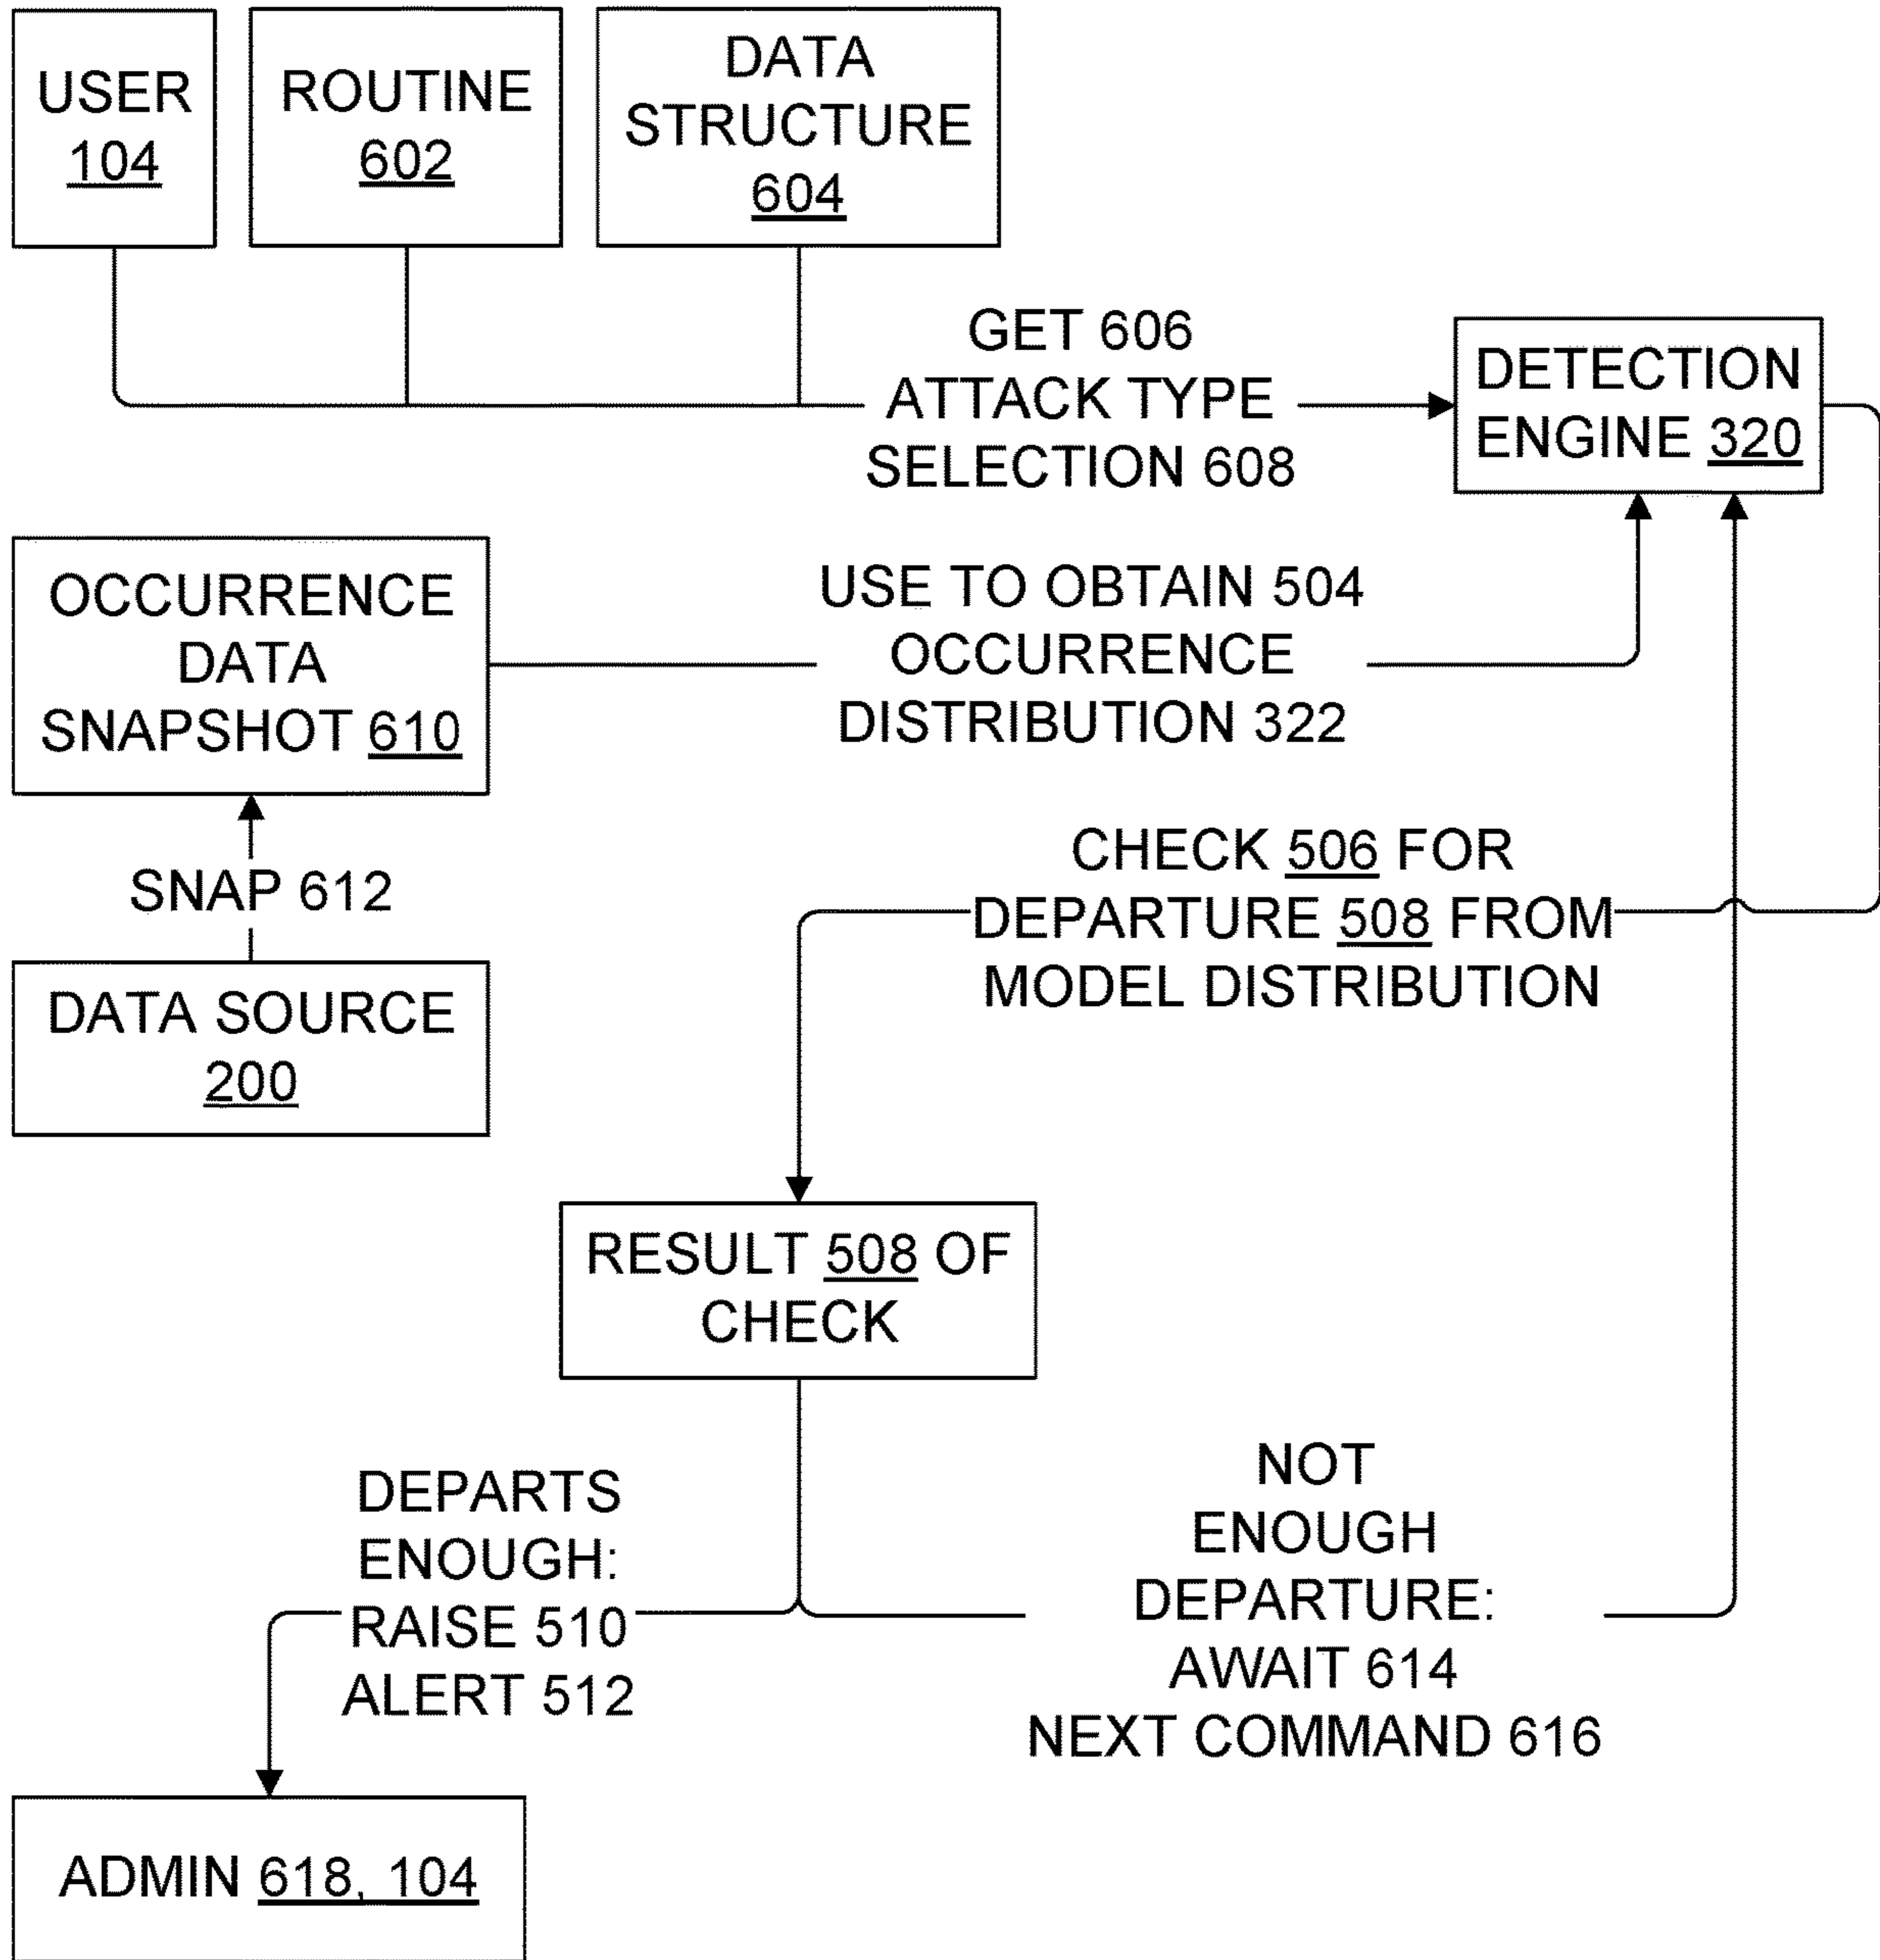 USER
104
ROUTINE
602
DATA
STRUCTURE
604
GET 606
ATTACK TYPE
SELECTION 608
DETECTION
ENGINE 320
OCCURRENCE
DATA
SNAPSHOT 610
USE TO OBTAIN 504
OCCURRENCE
DISTRIBUTION 322
SNAP 612
DATA SOURCE
200
CHECK 506 FOR
DEPARTURE 508 FROM
MODEL DISTRIBUTION
RESULT 508 OF
CHECK
DEPARTS
ENOUGH:
RAISE 510
ALERT 512
NOT
ENOUGH
DEPARTURE:
AWAIT 614
NEXT COMMAND 616
ADMIN 618, 104